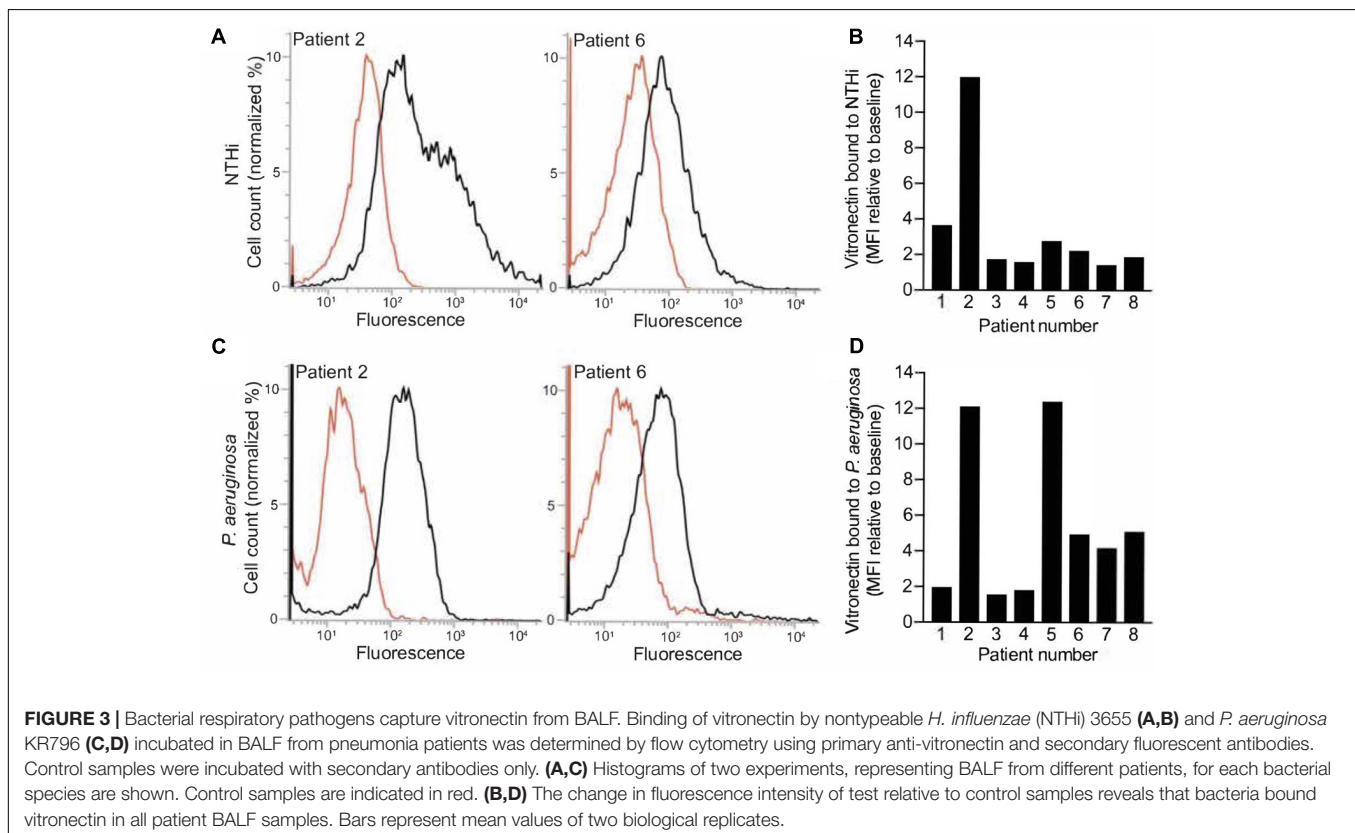 A
Patient 2
Patient 6
10
5
0
10
5
0
NTHi
Cell count (normalized %)
10¹ 10² 10³ 10⁴
10¹ 10² 10³ 10⁴
Fluorescence
Fluorescence
B
14
12
10
8
6
4
2
0
Vitronectin bound to NTHi
(MFI relative to baseline)
1 2 3 4 5 6 7 8
Patient number
C
Patient 2
Patient 6
10
5
0
10
5
0
P. aeruginosa
Cell count (normalized %)
10¹ 10² 10³ 10⁴
10¹ 10² 10³ 10⁴
Fluorescence
Fluorescence
D
14
12
10
8
6
4
2
0
Vitronectin bound to P. aeruginosa
(MFI relative to baseline)
1 2 3 4 5 6 7 8
Patient number
FIGURE 3 | Bacterial respiratory pathogens capture vitronectin from BALF. Binding of vitronectin by nontypeable H. influenzae (NTHi) 3655 (A,B) and P. aeruginosa
KR796 (C,D) incubated in BALF from pneumonia patients was determined by flow cytometry using primary anti-vitronectin and secondary fluorescent antibodies.
Control samples were incubated with secondary antibodies only. (A,C) Histograms of two experiments, representing BALF from different patients, for each bacterial
species are shown. Control samples are indicated in red. (B,D) The change in fluorescence intensity of test relative to control samples reveals that bacteria bound
vitronectin in all patient BALF samples. Bars represent mean values of two biological replicates.